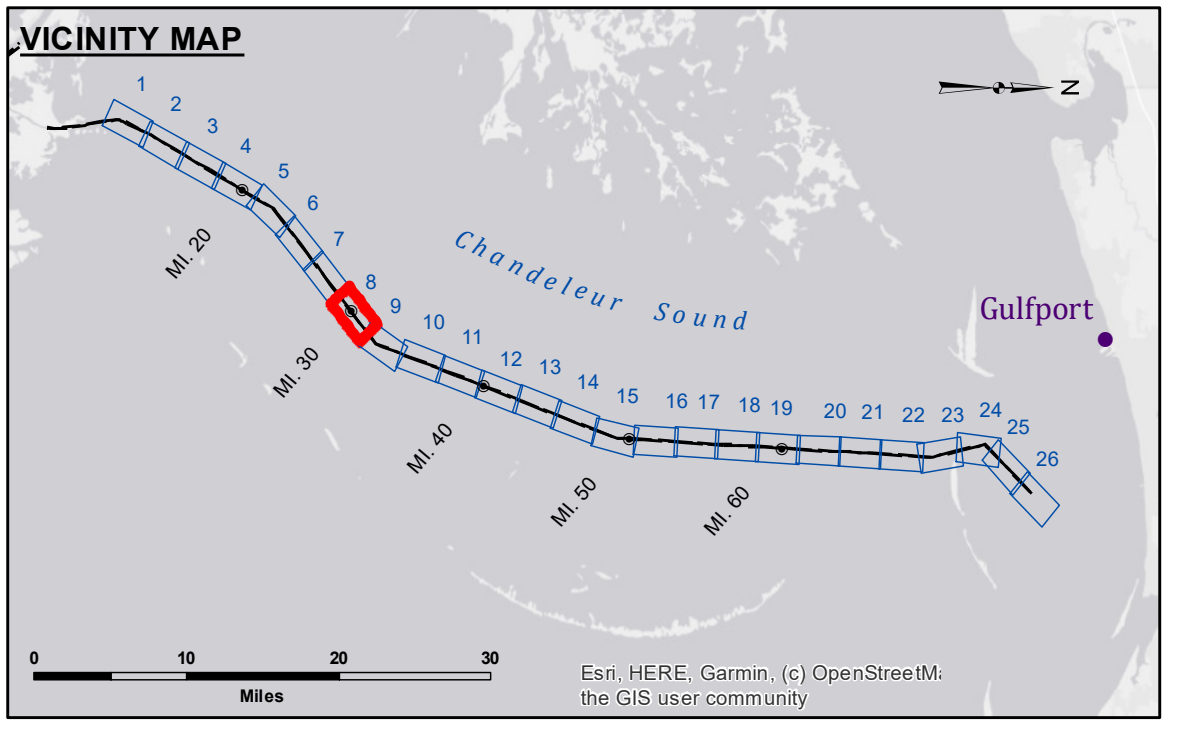 VICINITY MAP
N
1
2
3
4
5
6
7
8
9
10
11
12
13
14
15
16
17
18
19
20
21
22
23
24
25
26
MI. 20
MI. 30
MI. 40
MI. 50
MI. 60
Chandeleur Sound
Gulfport
0 10 20 30
Miles
Esri, HERE, Garmin, (c) OpenStreetMa
the GIS user community